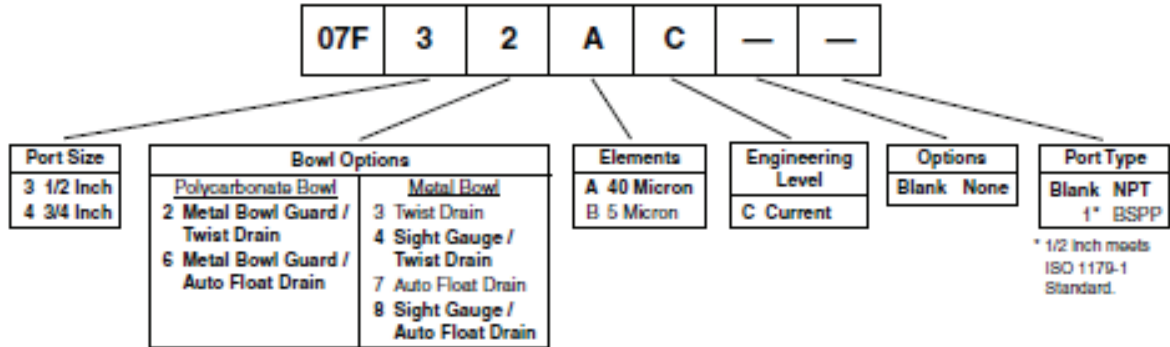 07F 3 2 A C — —
Port Size
3 1/2 Inch
4 3/4 Inch
Bowl Options
Polycarbonate Bowl
2 Metal Bowl Guard /
Twist Drain
6 Metal Bowl Guard /
Auto Float Drain
Metal Bowl
3 Twist Drain
4 Sight Gauge /
Twist Drain
7 Auto Float Drain
8 Sight Gauge /
Auto Float Drain
Elements
A 40 Micron
B 5 Micron
Engineering
Level
C Current
Options
Blank None
Port Type
Blank NPT
1* BSPP
* 1/2 Inch meets
ISO 1179-1
Standard.